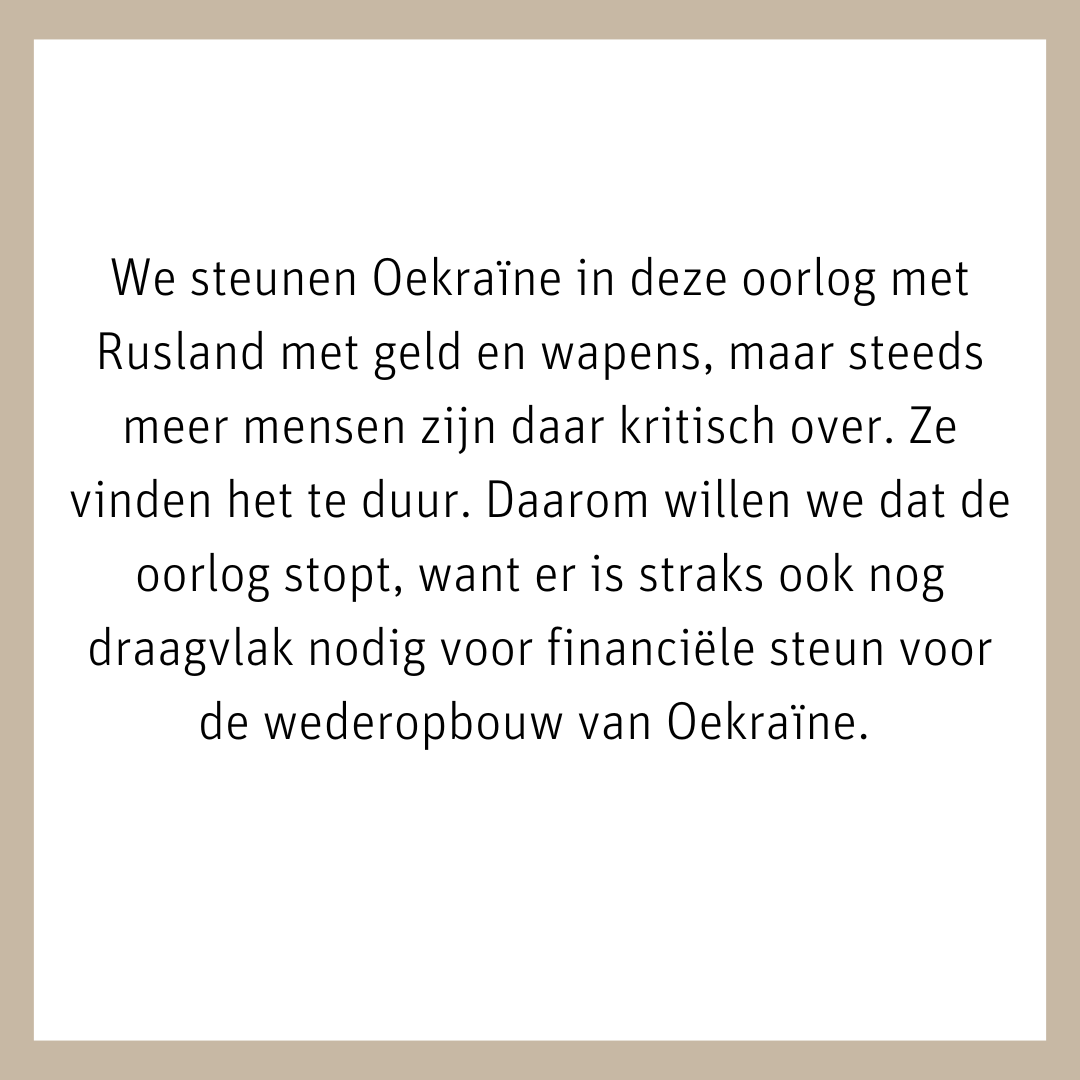 We steunen Oekraïne in deze oorlog met
Rusland met geld en wapens, maar steeds
meer mensen zijn daar kritisch over. Ze
vinden het te duur. Daarom willen we dat de
oorlog stopt, want er is straks ook nog
draagvlak nodig voor financiële steun voor
de wederopbouw van Oekraïne.